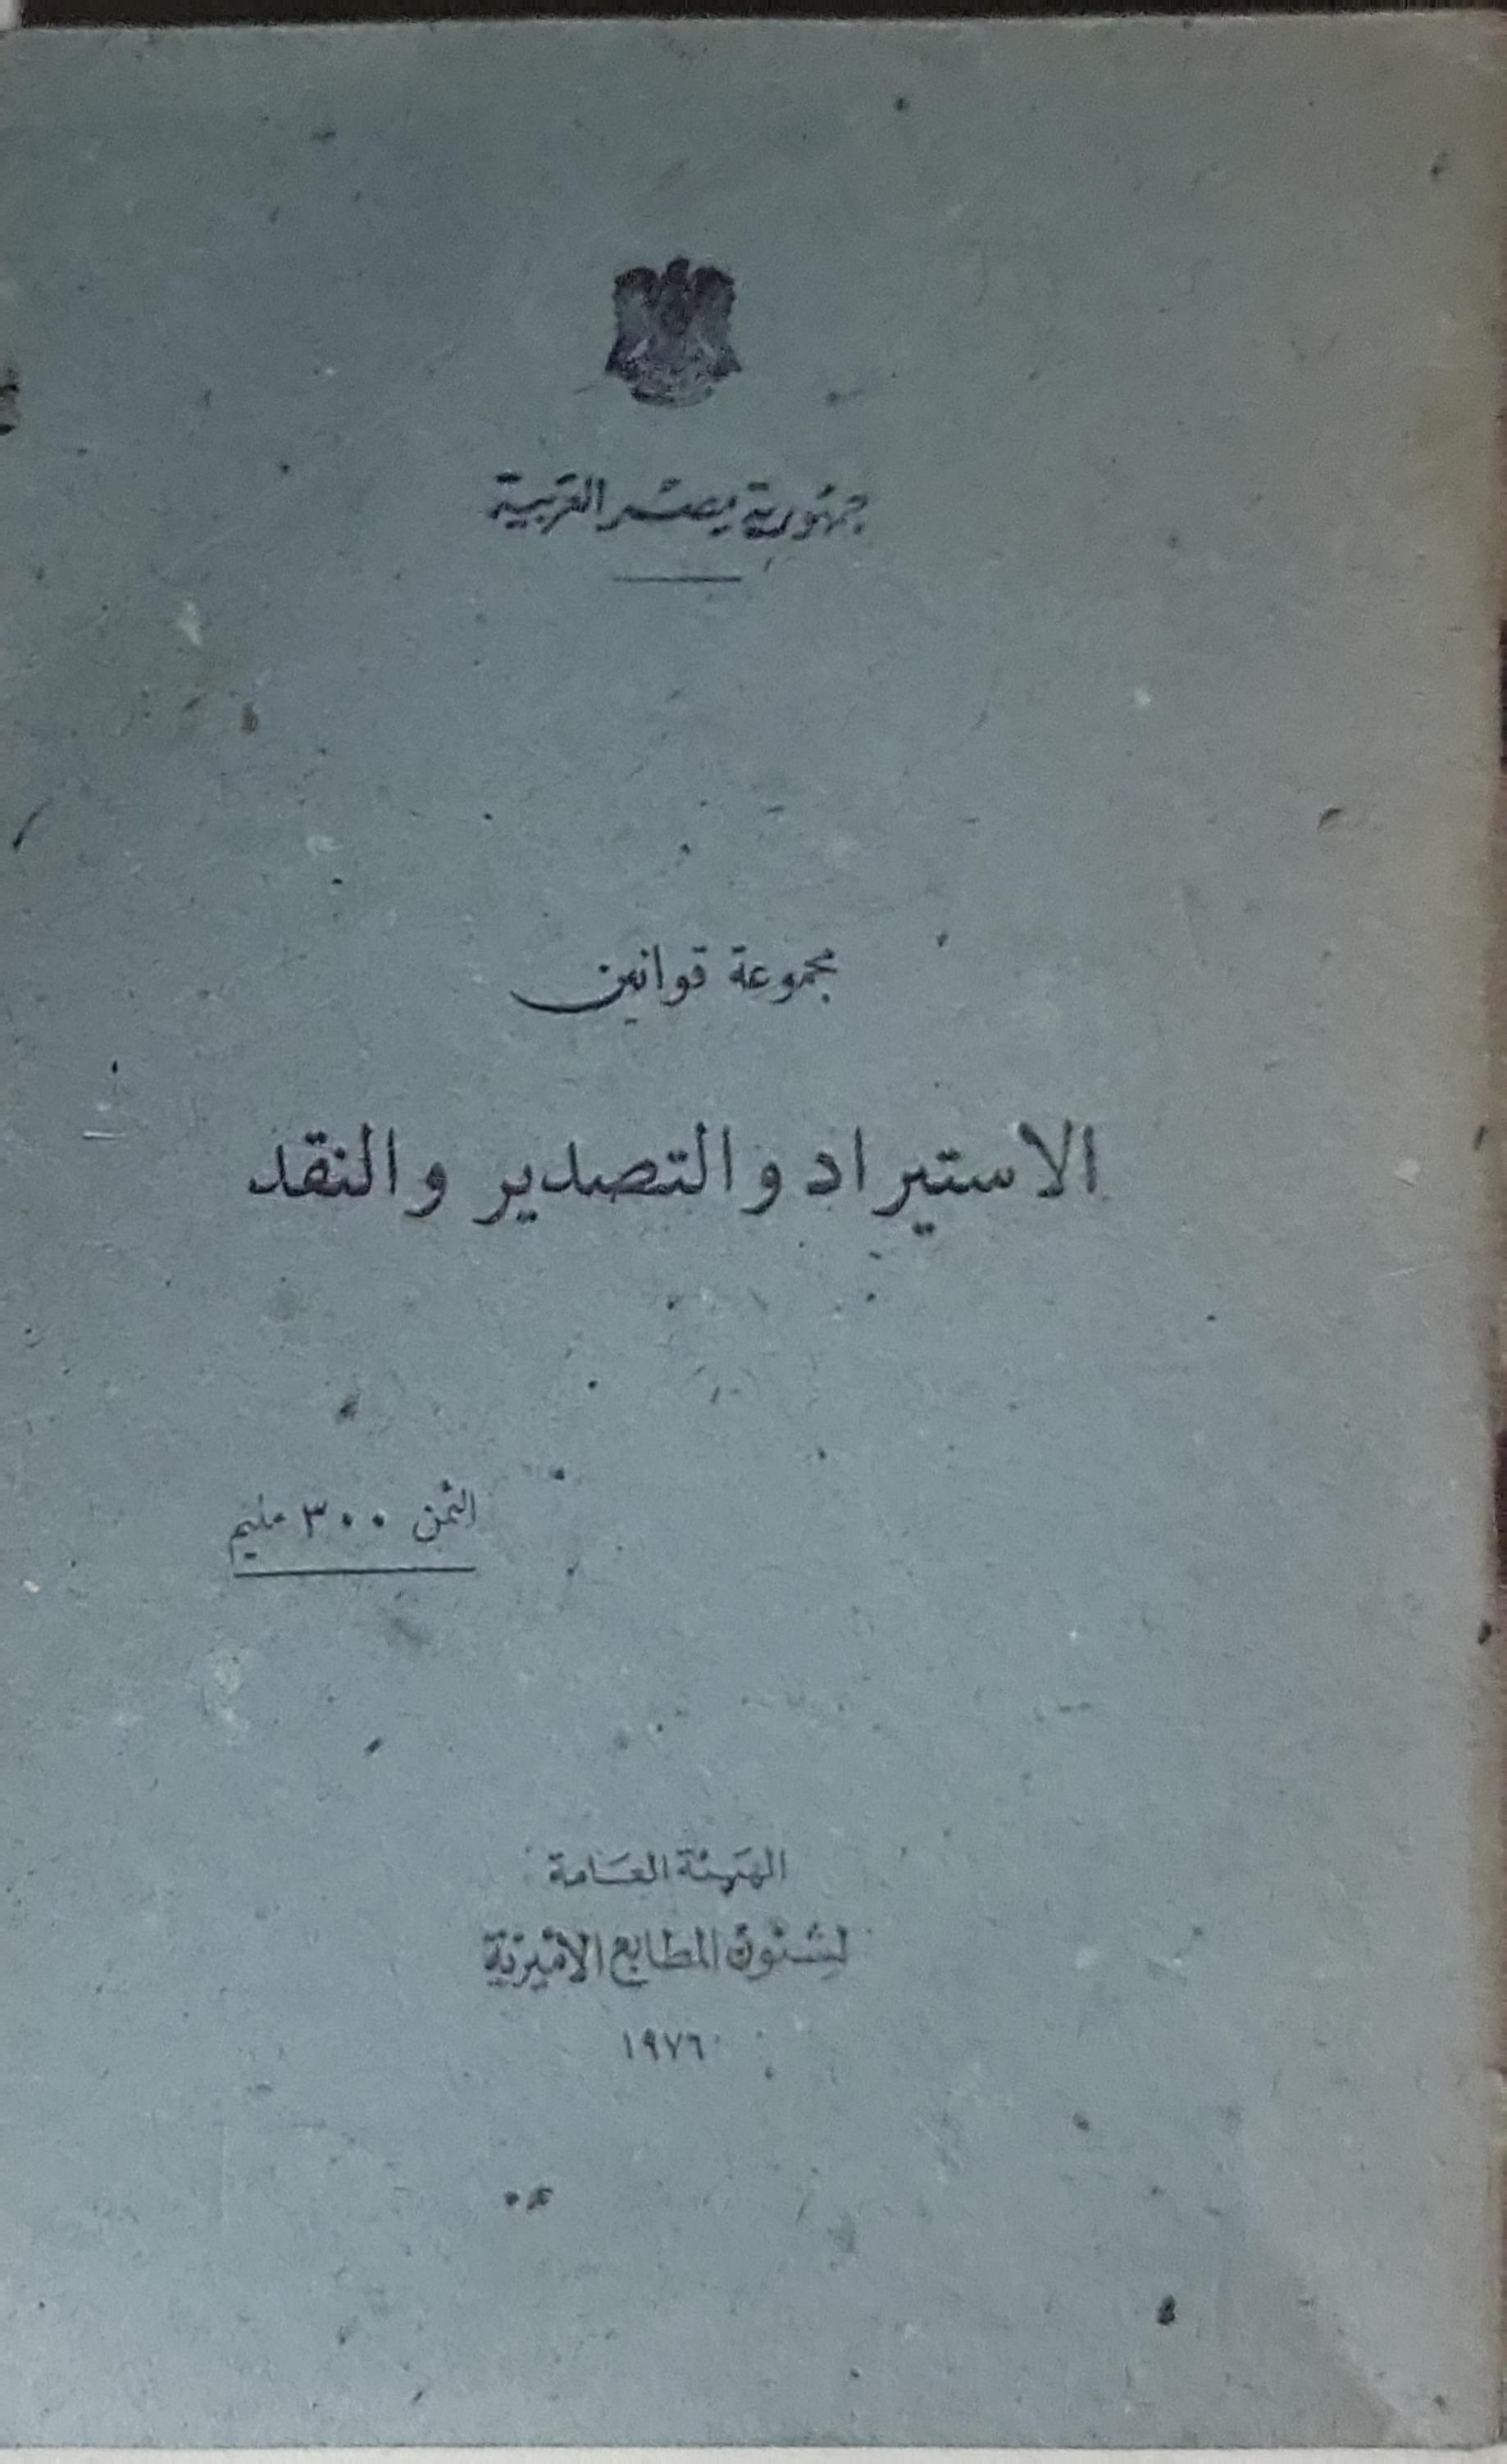 جمهورية مصر العربية
مجموعة قوانين
الاستيراد والتصدير والنقد
الثمن ٣٠٠ مليم
الهيئة العامة
لشئون المطابع الأميرية
١٩٧٦